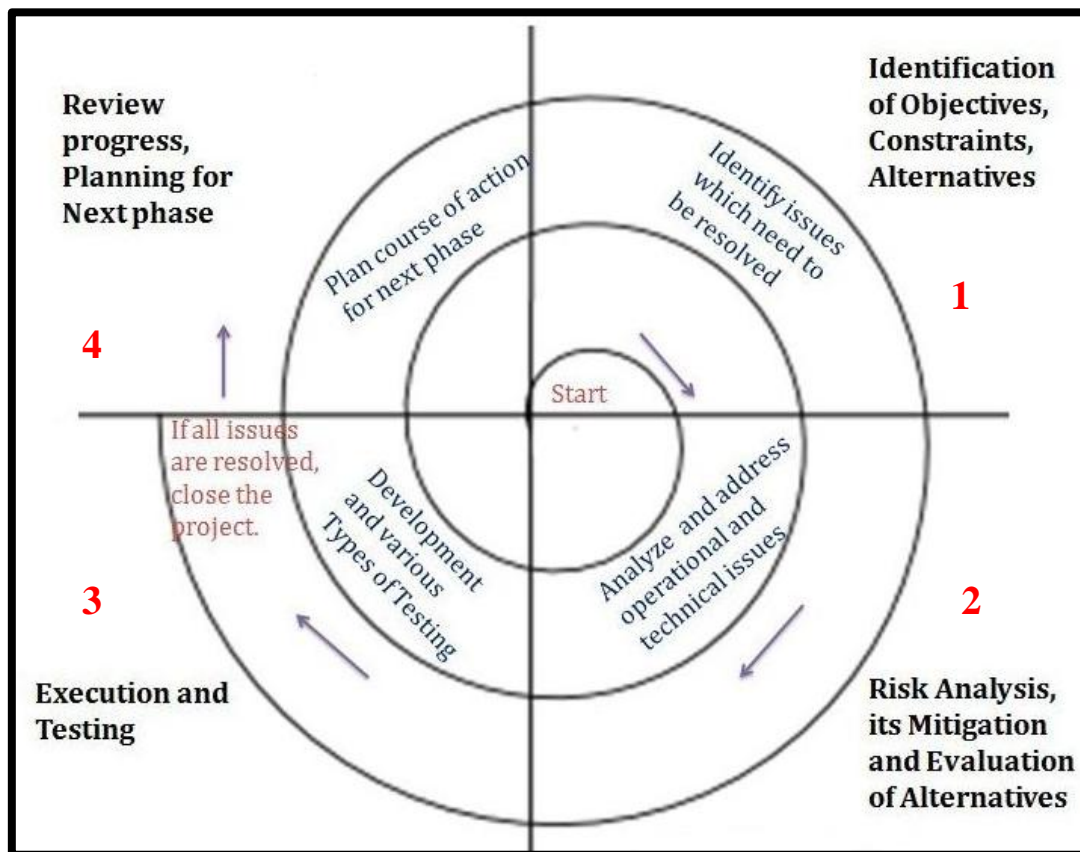 Identification
of Objectives,
Constraints,
Alternatives
1
Identify issues
which need to
be resolved
Review
progress,
Planning for
Next phase
4
Plan course of action
for next phase
Start
If all issues
are resolved,
close the
project.
Analyze and address
operational and
technical issues
2
Risk Analysis,
its Mitigation
and Evaluation
of Alternatives
Development
and various
Types of Testing
3
Execution and
Testing